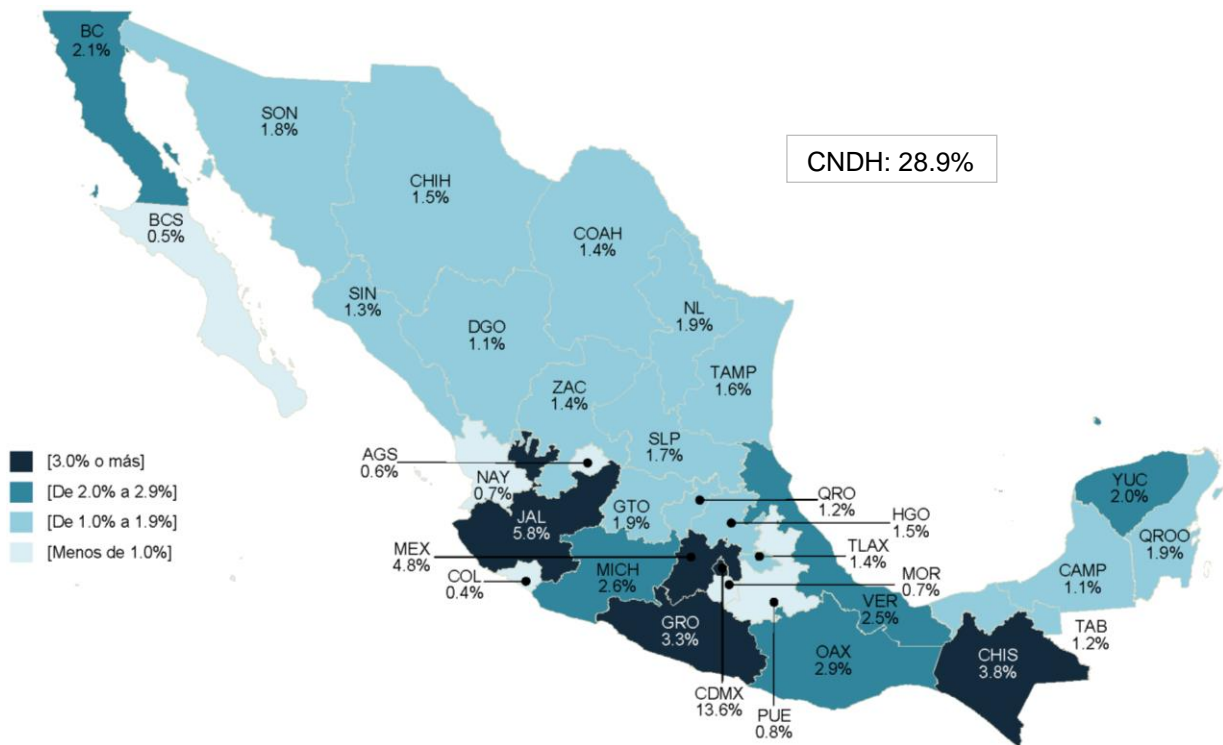 BC
2.1%
SON
1.8%
CNDH: 28.9%
CHIH
1.5%
BCS
0.5%
COAH
1.4%
SIN
1.3%
NL
1.9%
DGO
1.1%
TAMP
1.6%
ZAC
1.4%
SLP
1.7%
[3.0% o más]
[De 2.0% a 2.9%]
[De 1.0% a 1.9%]
[Menos de 1.0%]
AGS
0.6%
NAY
0.7%
GTO
1.9%
QRO
1.2%
HGO
1.5%
YUC
2.0%
QROO
1.9%
JAL
5.8%
MEX
4.8%
TLAX
1.4%
COL
0.4%
MICH
2.6%
MOR
0.7%
CAMP
1.1%
VER
2.5%
GRO
3.3%
TAB
1.2%
OAX
2.9%
CHIS
3.8%
CDMX
13.6%
PUE
0.8%